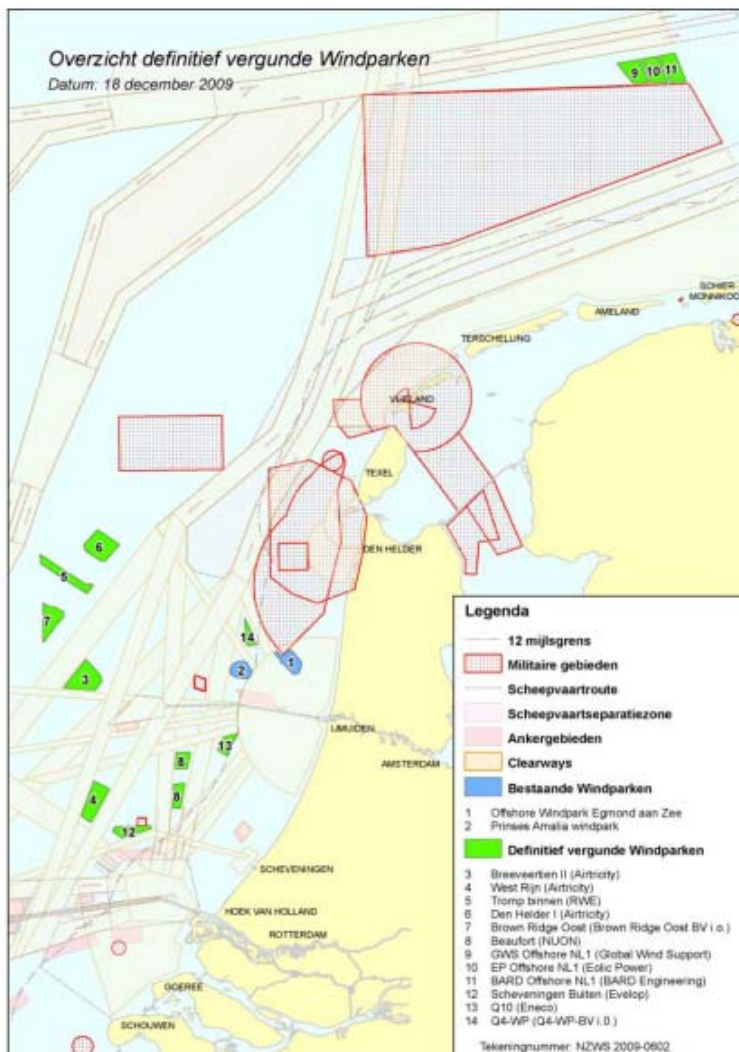 Overzicht definitief vergunde Windparken
Datum: 18 december 2009
9 10 11
SCHIER
MONNIKOO
AMELAND
TERSCHELLING
VLIELAND
TEXEL
DEN HELDER
6
5
7
14
2
1
3
IJMUIDEN
13
8
AMSTERDAM
4
8
12
SCHEVENINGEN
HOEK VAN HOLLAND
ROTTERDAM
GOEREE
SCHOUWEN
Legenda
12 mijlsgrens
Militaire gebieden
Scheepvaartroute
Scheepvaartseparatiezone
Ankergebieden
Clearways
Bestaande Windparken
1 Offshore Windpark Egmond aan Zee
2 Prinses Amalia windpark
Definitief vergunde Windparken
3 Breeveertien II (Airtricity)
4 West Rijn (Airtricity)
5 Tromp binnen (RWE)
6 Den Helder I (Airtricity)
7 Brown Ridge Oost (Brown Ridge Oost BV i.o.)
8 Beaufort (NUON)
9 GWS Offshore NL1 (Global Wind Support)
10 EP Offshore NL1 (Eolic Power)
11 BARD Offshore NL1 (BARD Engineering)
12 Scheveningen Buiten (Evelop)
13 Q10 (Eneco)
14 Q4-WP (Q4-WP-BV i.0.)
Tekeningnummer: NZWS 2009-0602